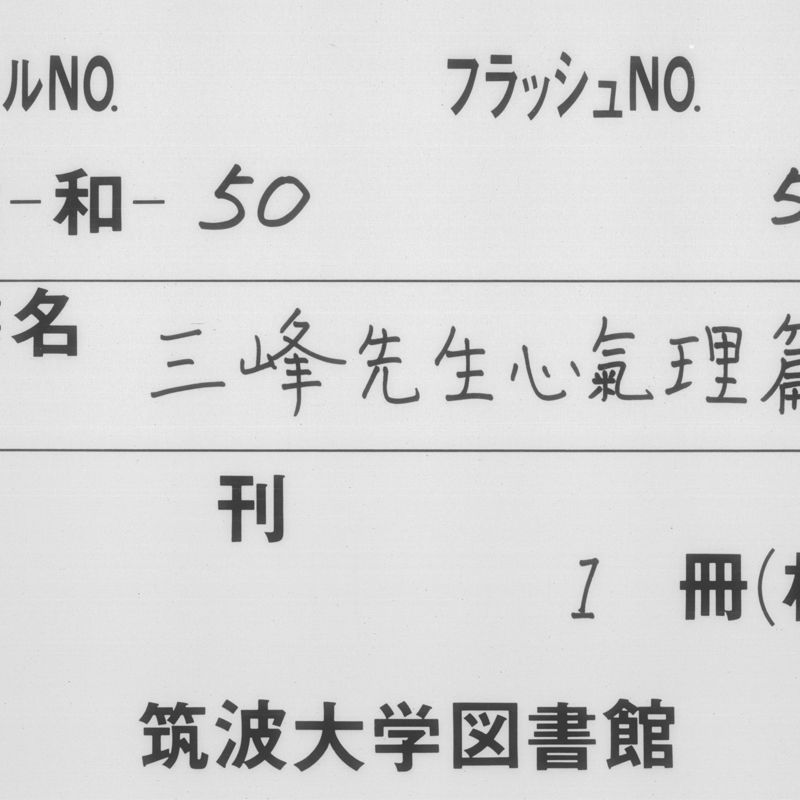 ルNO. フラッシュNO.
-和- 50 5
名 三峰先生心氣理篇
刊
1 冊(
筑波大学図書館